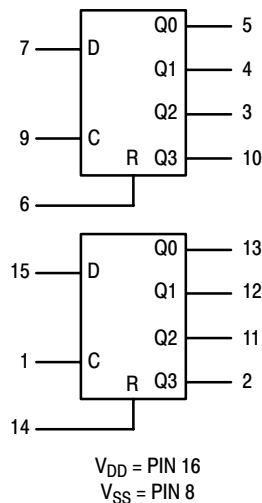 Q0 5
7 D
Q1 4
Q2 3
9 C
R Q3 10
6
Q0 13
15 D
Q1 12
Q2 11
1 C
R Q3 2
14
VDD = PIN 16
VSS = PIN 8